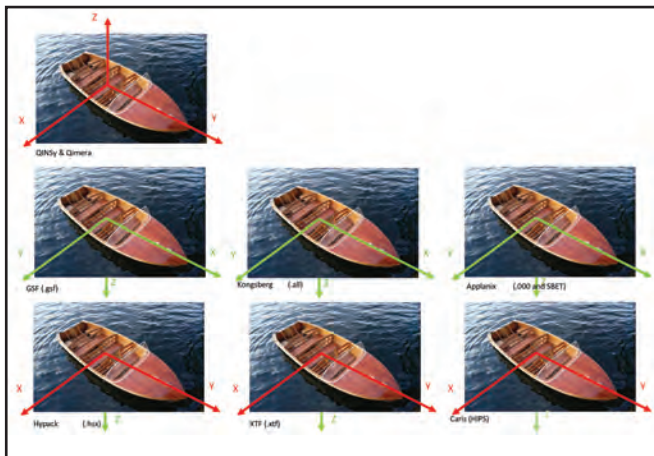 Z
X
Y
QINSy & Qimera
Y
X
Y
X
Y
GSF (.gsf)
Z
Kongsberg (.all)
Applanix (.000 and SBET)
X
Y
X
Y
X
Y
Hypack (.hsx)
Z
XTF (.xtf)
Z
Caris (HIPS)